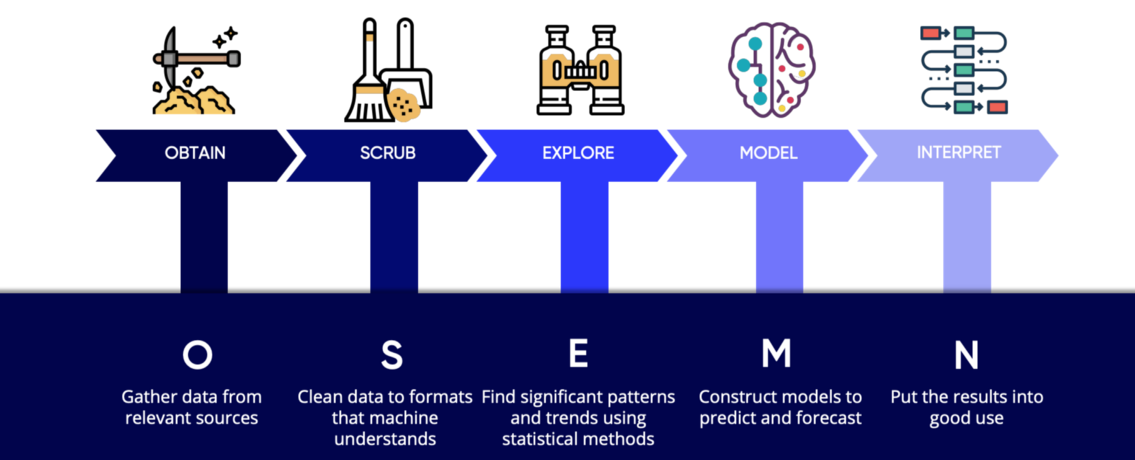 OBTAIN
SCRUB
EXPLORE
MODEL
INTERPRET
O
Gather data from
relevant sources
S
Clean data to formats
that machine
understands
E
Find significant patterns
and trends using
statistical methods
M
Construct models to
predict and forecast
N
Put the results into
good use